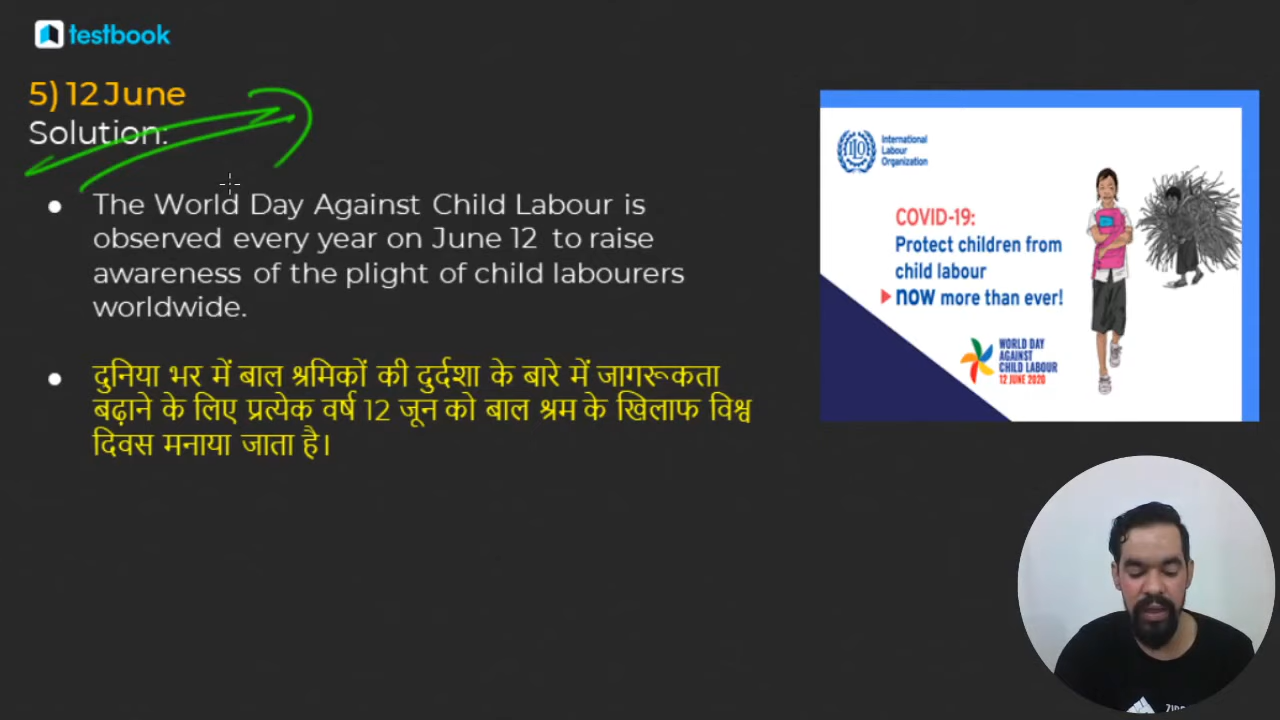 testbook
5) 12 June
Solution:
The World Day Against Child Labour is
observed every year on June 12 to raise
awareness of the plight of child labourers
worldwide.
दुनिया भर में बाल श्रमिकों की दुर्दशा के बारे में जागरूकता
बढ़ाने के लिए प्रत्येक वर्ष 12 जून को बाल श्रम के खिलाफ विश्व
दिवस मनाया जाता है।
International
Labour
Organization
COVID-19:
Protect children from
child labour
now more than ever!
WORLD DAY
AGAINST
CHILD LABOUR
12 JUNE 2020